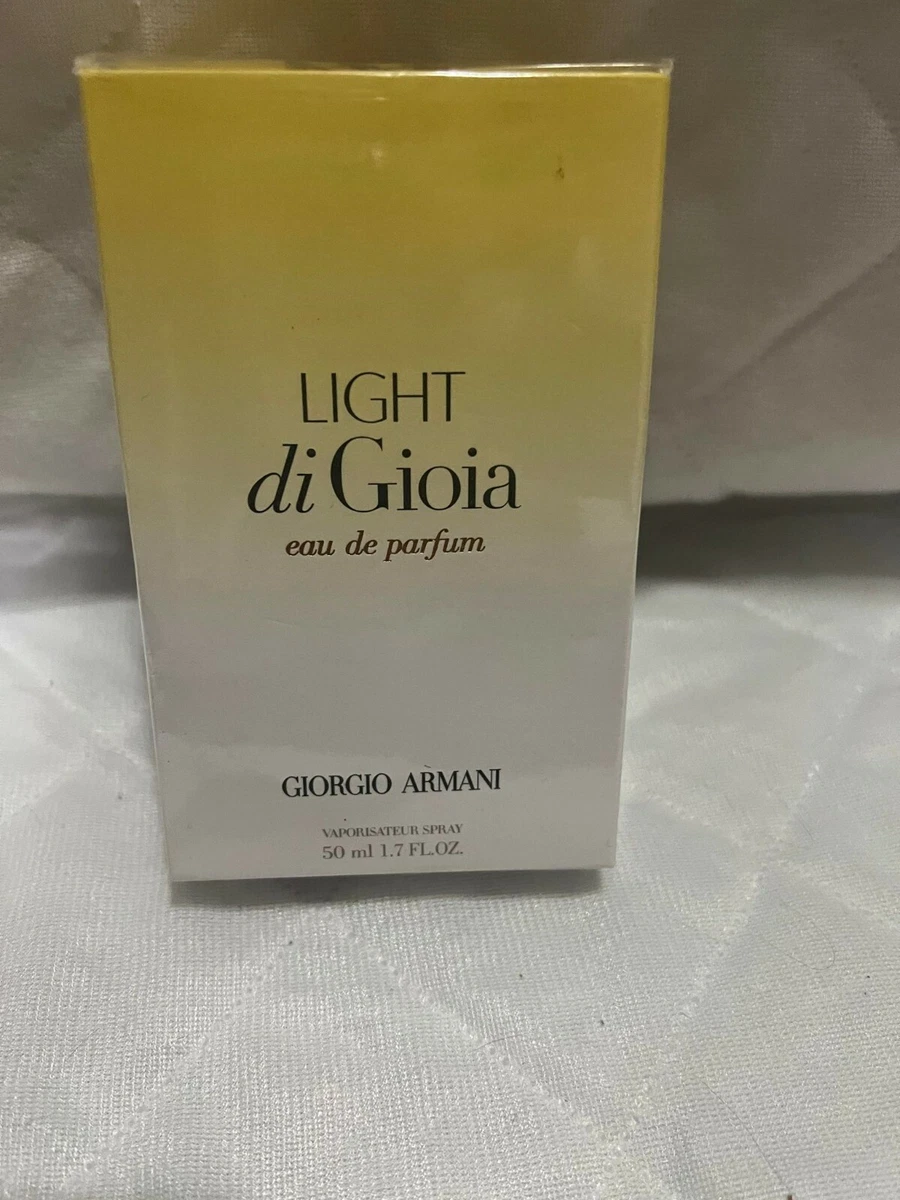 LIGHT
di Gioia
eau de parfum
GIORGIO ARMANI
VAPORISATEUR SPRAY
50 ml 1.7 FL.OZ.